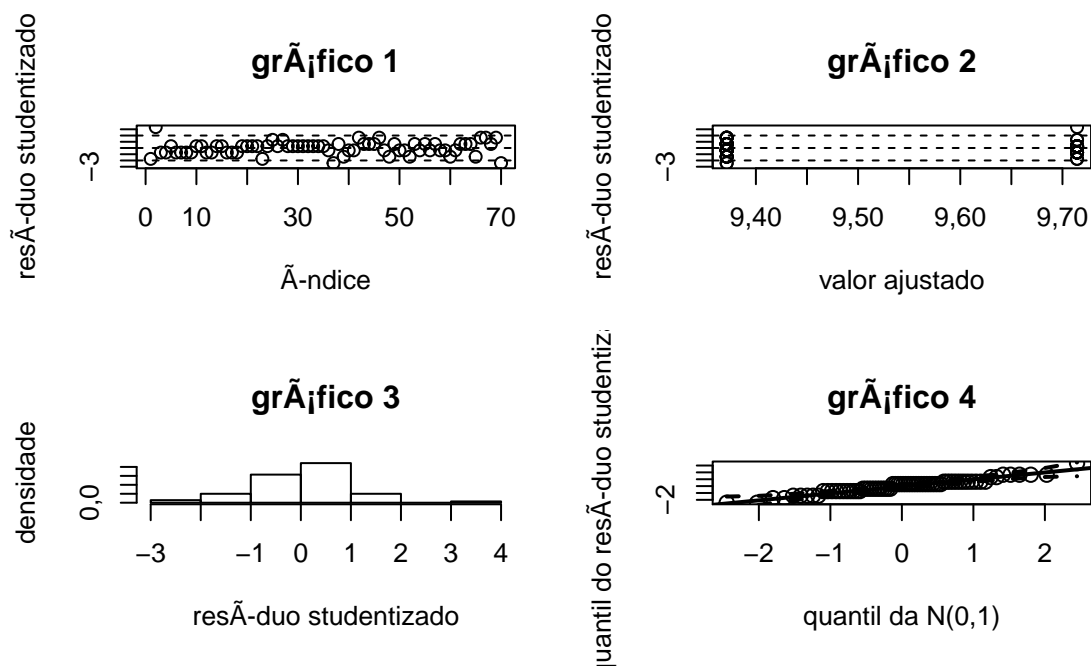 grÃ¡fico 1
resÃ-duo studentizado
−3
0 10 30 50 70
Ã-ndice
grÃ¡fico 2
resÃ-duo studentizado
−3
9,40 9,50 9,60 9,70
valor ajustado
grÃ¡fico 3
densidade
0,0
−3 −1 0 1 2 3 4
resÃ-duo studentizado
grÃ¡fico 4
quantil do resÃ-duo studentiz
−2
−2 −1 0 1 2
quantil da N(0,1)